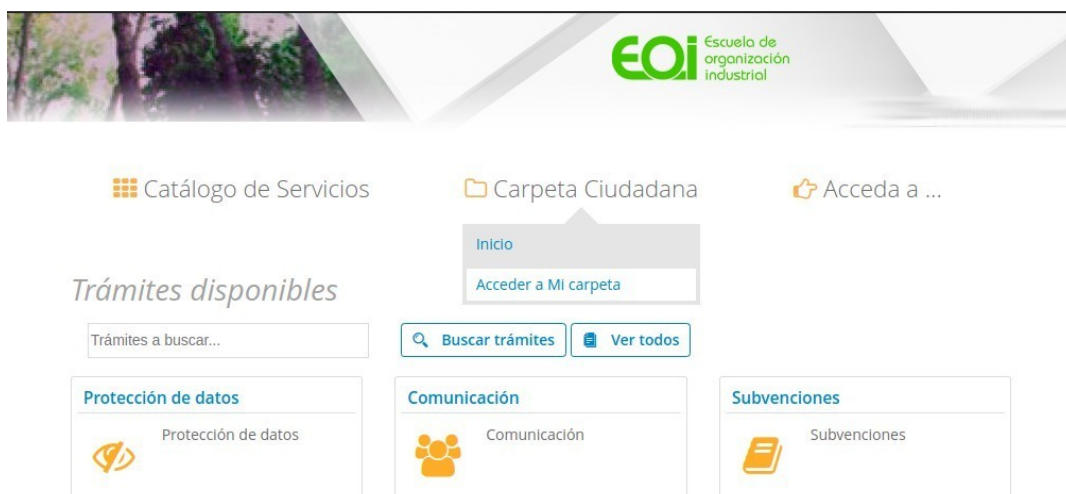 EOi Escuela de
organización
industrial
Catálogo de Servicios
Carpeta Ciudadana
Acceda a ...
Inicio
Acceder a Mi carpeta
Trámites disponibles
Trámites a buscar...
Buscar trámites
Ver todos
Protección de datos
Protección de datos
Comunicación
Comunicación
Subvenciones
Subvenciones